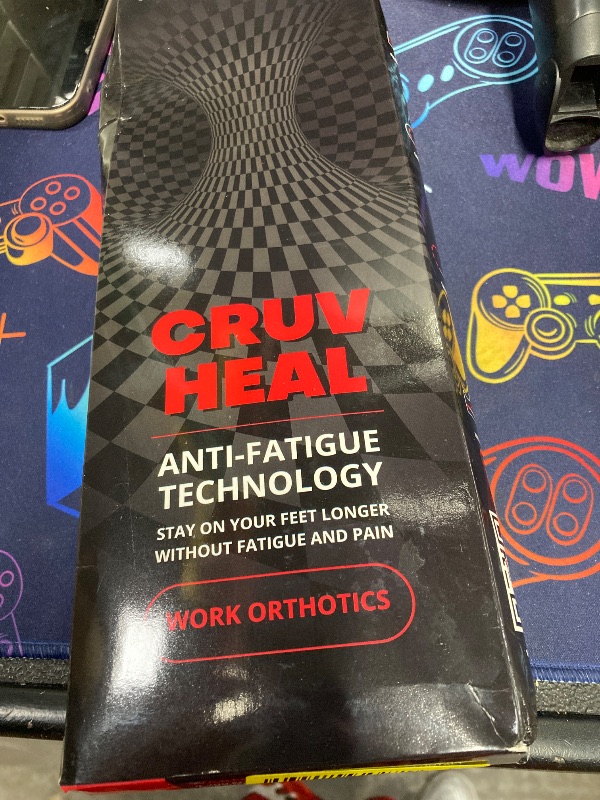 CRUV
HEAL
ANTI-FATIGUE
TECHNOLOGY
STAY ON YOUR FEET LONGER
WITHOUT FATIGUE AND PAIN
WORK ORTHOTICS
WOW